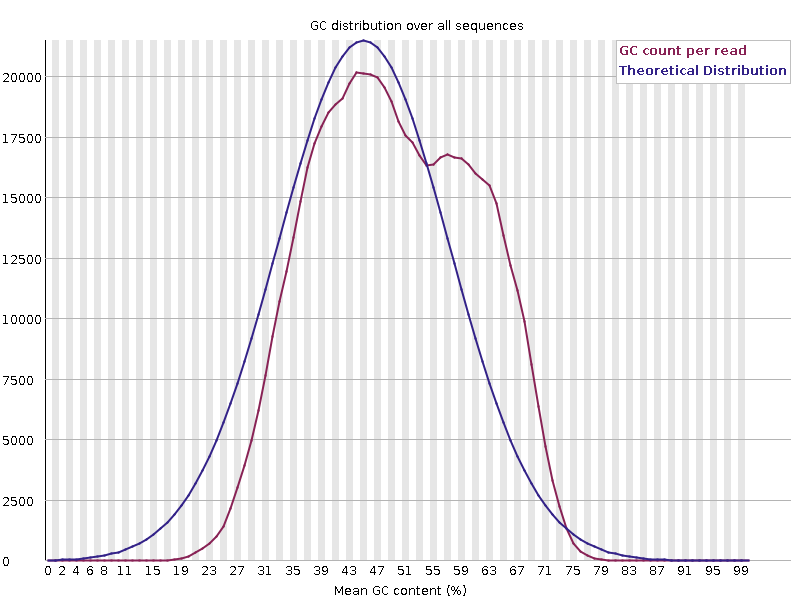 GC distribution over all sequences
GC count per read
Theoretical Distribution
20000
17500
15000
12500
10000
7500
5000
2500
0
0 2 4 6 8 11 15 19 23 27 31 35 39 43 47 51 55 59 63 67 71 75 79 83 87 91 95 99
Mean GC content (%)